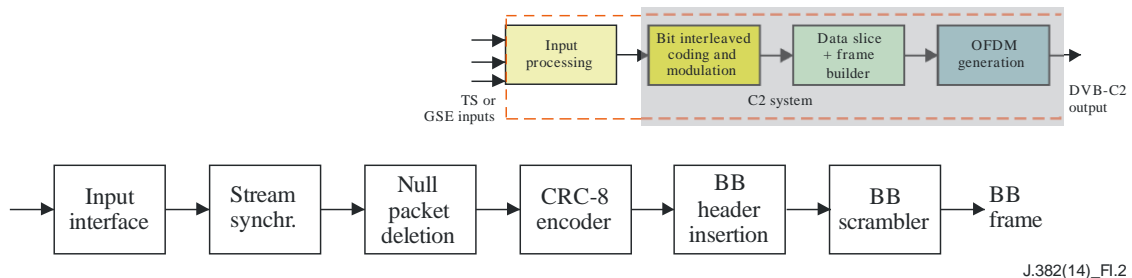 Input
processing
Bit interleaved
coding and
modulation
Data slice
+ frame
builder
OFDM
generation
TS or
GSE inputs
C2 system
DVB-C2
output
Input
interface
Stream
synchr.
Null
packet
deletion
CRC-8
encoder
BB
header
insertion
BB
scrambler
BB
frame
J.382(14)_FI.2